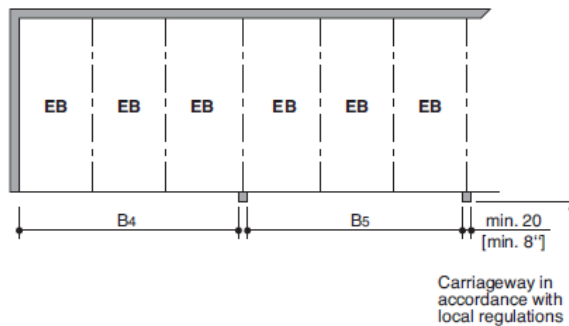 EB EB EB EB EB EB
B4 B5 min. 20
[min. 8"]
Carriageway in
accordance with
local regulations